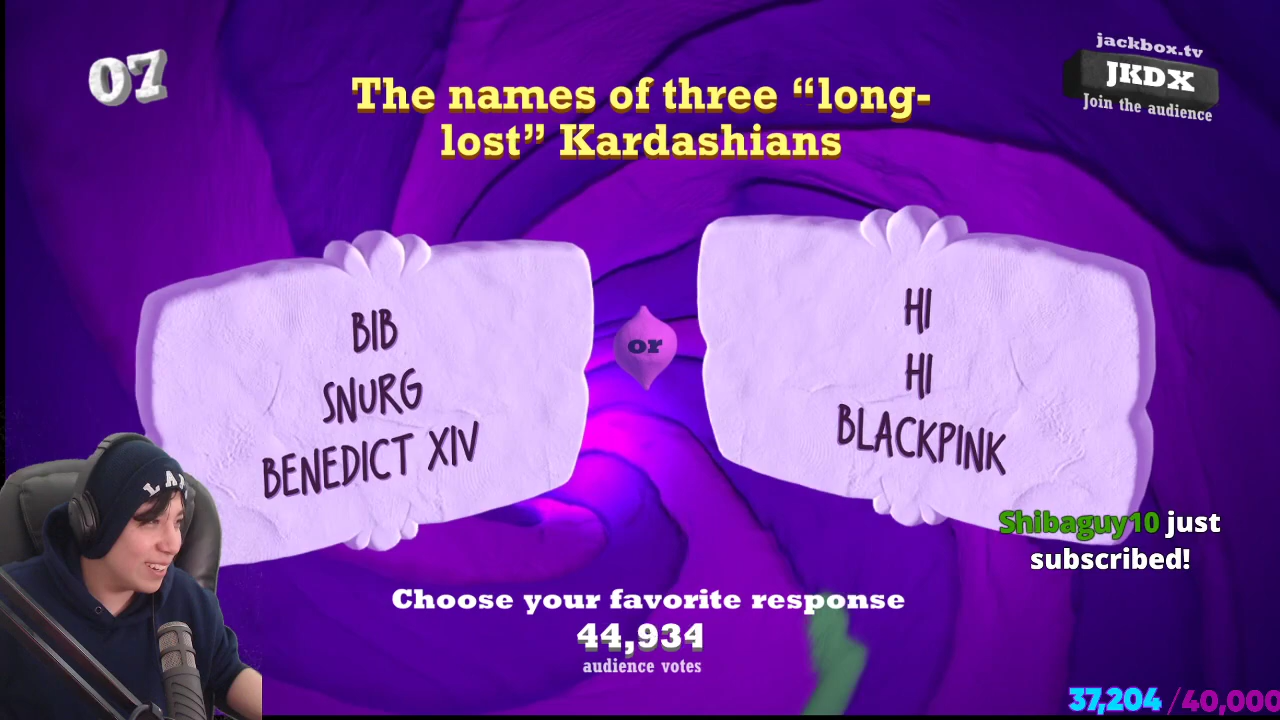 07
jackbox.tv
JKDX
Join the audience
The names of three “long-
lost” Kardashians
BIB
SNURG
BENEDICT XIV
or
HI
HI
BLACKPINK
Shibaguy10 just
subscribed!
Choose your favorite response
44,934
audience votes
37,204 /40,000